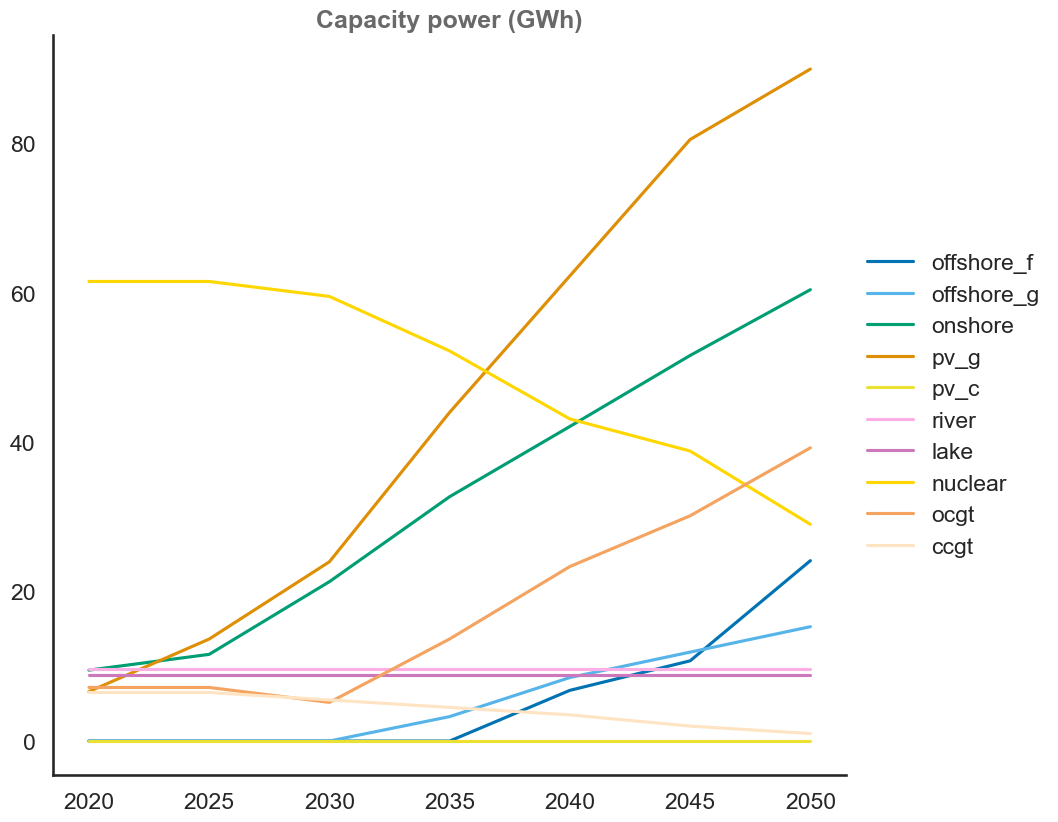 Capacity power (GWh)
80
60
40
20
0
2020 2025 2030 2035 2040 2045 2050
offshore_f
offshore_g
onshore
pv_g
pv_c
river
lake
nuclear
ocgt
ccgt